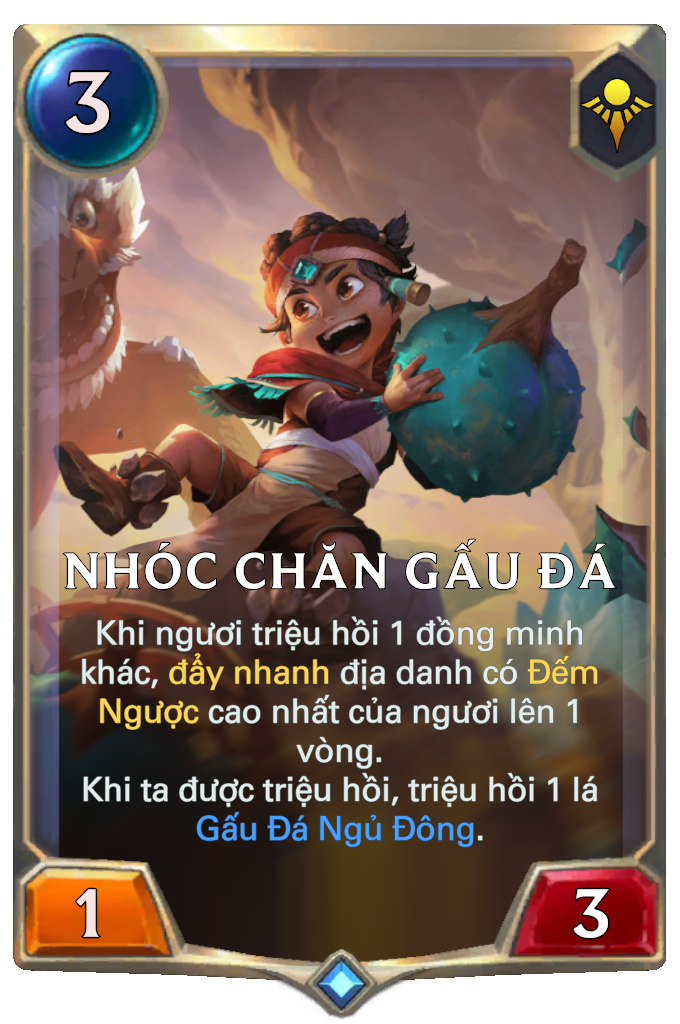 3
NHÓC CHĂN GẤU ĐÁ
Khi ngươi triệu hồi 1 đồng minh
khác, đẩy nhanh địa danh có Đếm
Ngược cao nhất của ngươi lên 1
vòng.
Khi ta được triệu hồi, triệu hồi 1 lá
Gấu Đá Ngủ Đông.
1
3